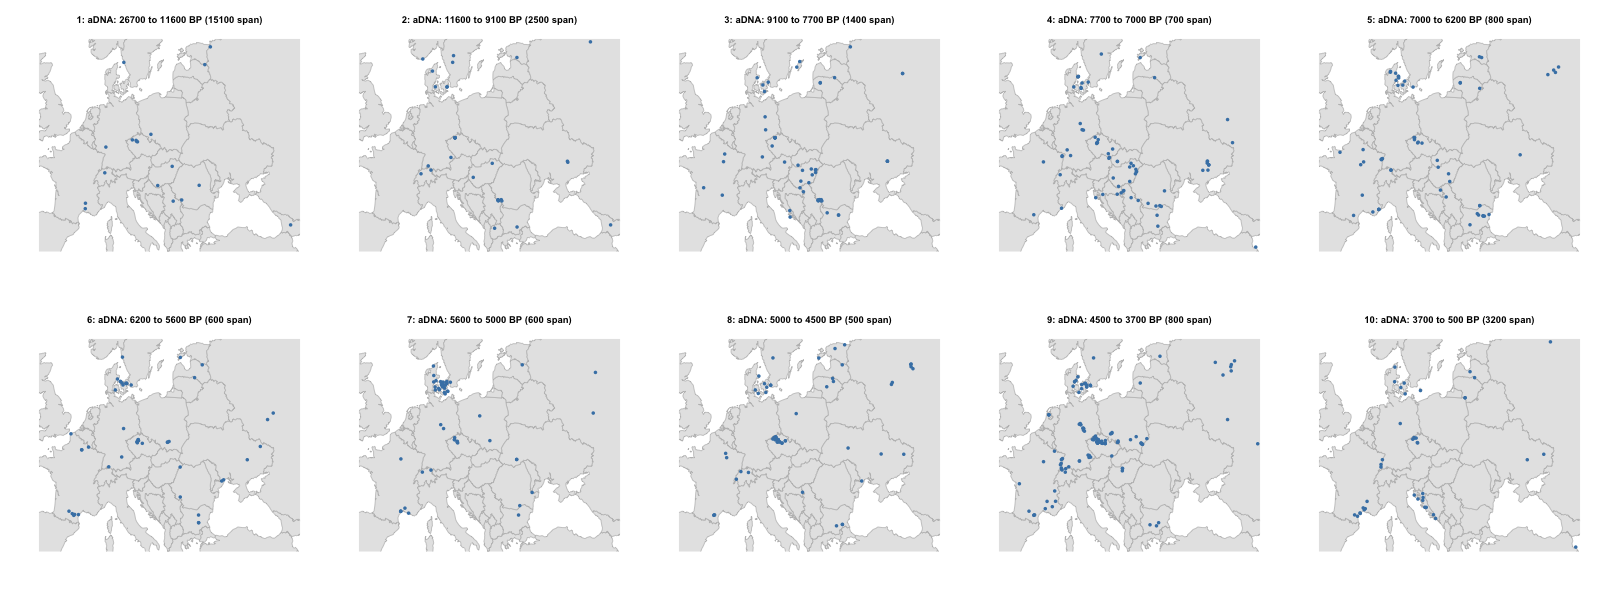 1: aDNA: 26700 to 11600 BP (15100 span)
2: aDNA: 11600 to 9100 BP (2500 span)
3: aDNA: 9100 to 7700 BP (1400 span)
4: aDNA: 7700 to 7000 BP (700 span)
5: aDNA: 7000 to 6200 BP (800 span)
6: aDNA: 6200 to 5600 BP (600 span)
7: aDNA: 5600 to 5000 BP (600 span)
8: aDNA: 5000 to 4500 BP (500 span)
9: aDNA: 4500 to 3700 BP (800 span)
10: aDNA: 3700 to 500 BP (3200 span)